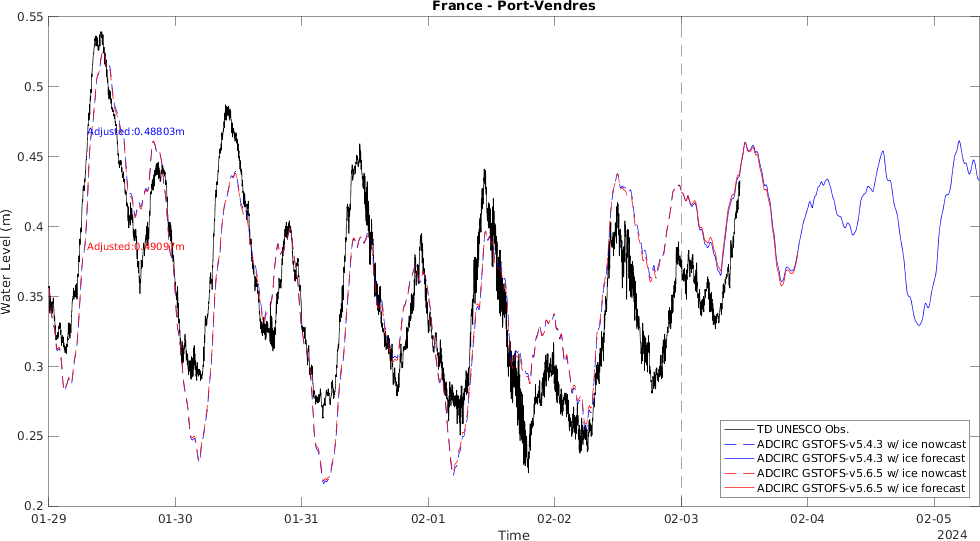 France - Port-Vendres
0.55
0.5
0.45
0.4
0.35
0.3
0.25
0.2
Water Level (m)
Adjusted:0.48803m
Adjusted:0.49097m
TD UNESCO Obs.
ADCIRC GSTOFS-v5.4.3 w/ ice nowcast
ADCIRC GSTOFS-v5.4.3 w/ ice forecast
ADCIRC GSTOFS-v5.6.5 w/ ice nowcast
ADCIRC GSTOFS-v5.6.5 w/ ice forecast
01-29 01-30 01-31 02-01 02-02 02-03 02-04 02-05
Time
2024